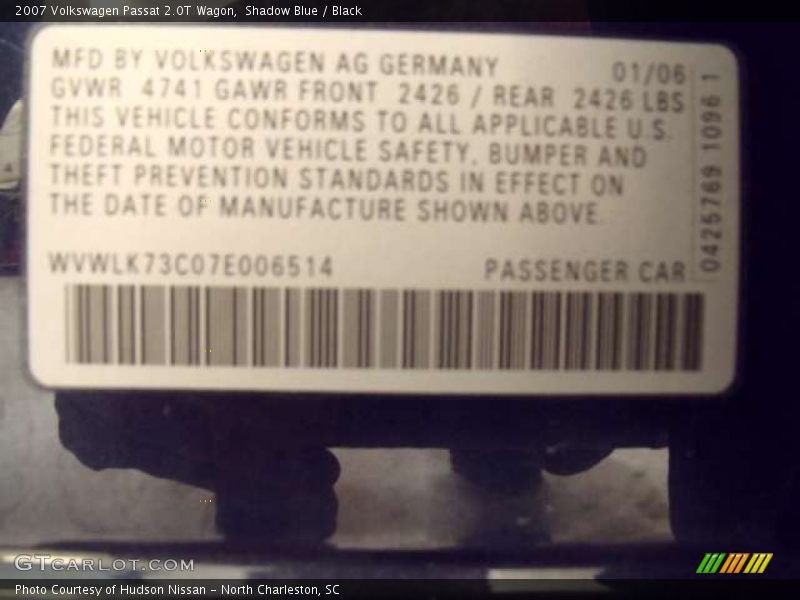 2007 Volkswagen Passat 2.0T Wagon,  Shadow Blue / Black
MFD BY VOLKSWAGEN AG GERMANY 01/06
GVWR 4741 GAWR FRONT 2426 / REAR 2426 LBS
THIS VEHICLE CONFORMS TO ALL APPLICABLE U.S.
FEDERAL MOTOR VEHICLE SAFETY, BUMPER AND
THEFT PREVENTION STANDARDS IN EFFECT ON
THE DATE OF MANUFACTURE SHOWN ABOVE.
WVWLK73C07E006514 PASSENGER CAR
0425769 1096 1
GTCARLOT.COM
Photo Courtesy of Hudson Nissan - North Charleston, SC